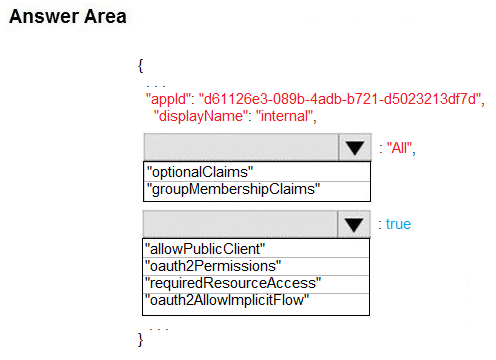 Answer Area
{
. . .
"appId": "d61126e3-089b-4adb-b721-d5023213df7d",
"displayName": "internal",
: "All",
"optionalClaims"
"groupMembershipClaims"
: true
"allowPublicClient"
"oauth2Permissions"
"requiredResourceAccess"
"oauth2AllowImplicitFlow"
. . .
}